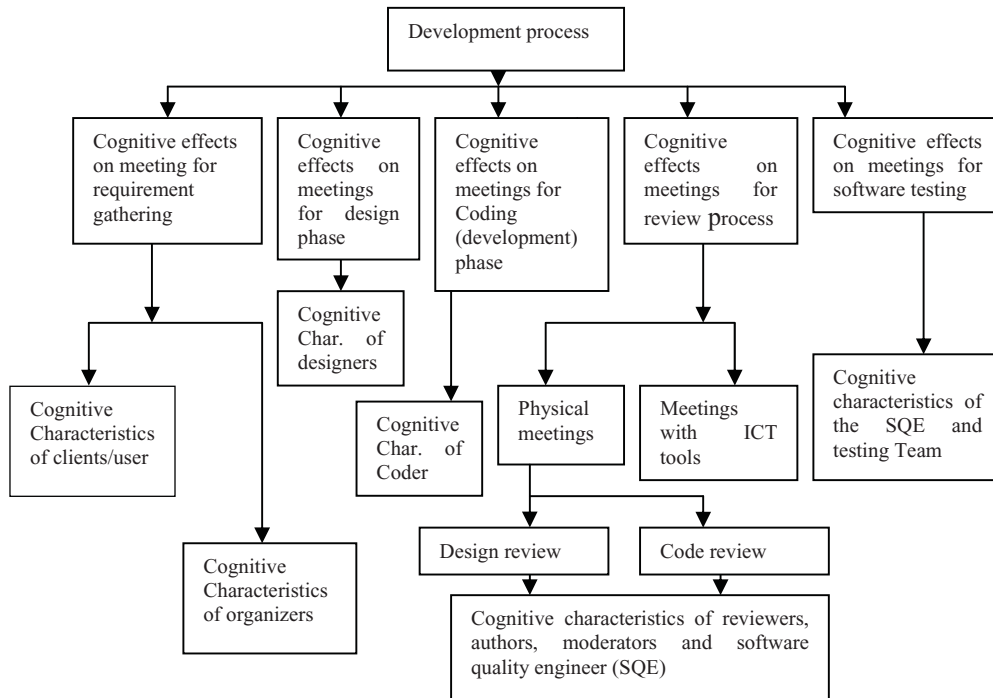 Development process
Cognitive effects
on meeting for
requirement
gathering
Cognitive
effects on
meetings
for design
phase
Cognitive
effects on
meetings for
Coding
(development)
phase
Cognitive
effects on
meetings for
review process
Cognitive effects
on meetings for
software testing
Cognitive
Char. of
designers
Cognitive
Characteristics
of clients/user
Cognitive
Char. of
Coder
Physical
meetings
Meetings
with ICT
tools
Cognitive
characteristics of
the SQE and
testing Team
Cognitive
Characteristics
of organizers
Design review
Code review
Cognitive characteristics of reviewers,
authors, moderators and software
quality engineer (SQE)